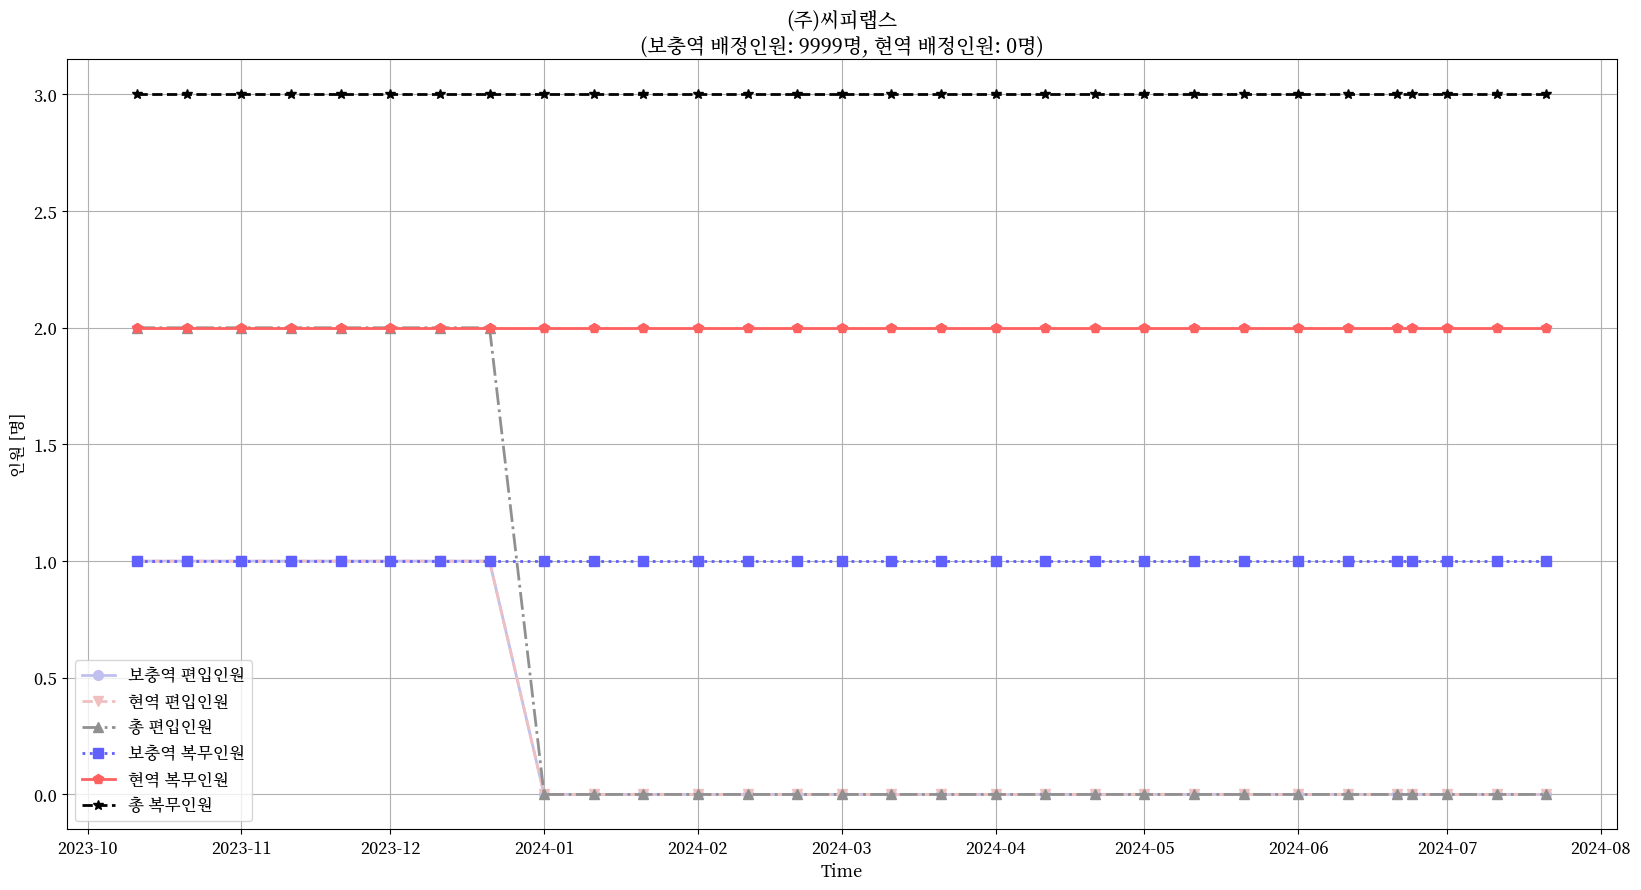 (주)씨피랩스
(보충역 배정인원: 9999명, 현역 배정인원: 0명)
3.0
2.5
2.0
1.5
1.0
0.5
0.0
인원 [명]
보충역 편입인원
현역 편입인원
총 편입인원
보충역 복무인원
현역 복무인원
총 복무인원
2023-10 2023-11 2023-12 2024-01 2024-02 2024-03 2024-04 2024-05 2024-06 2024-07 2024-08
Time